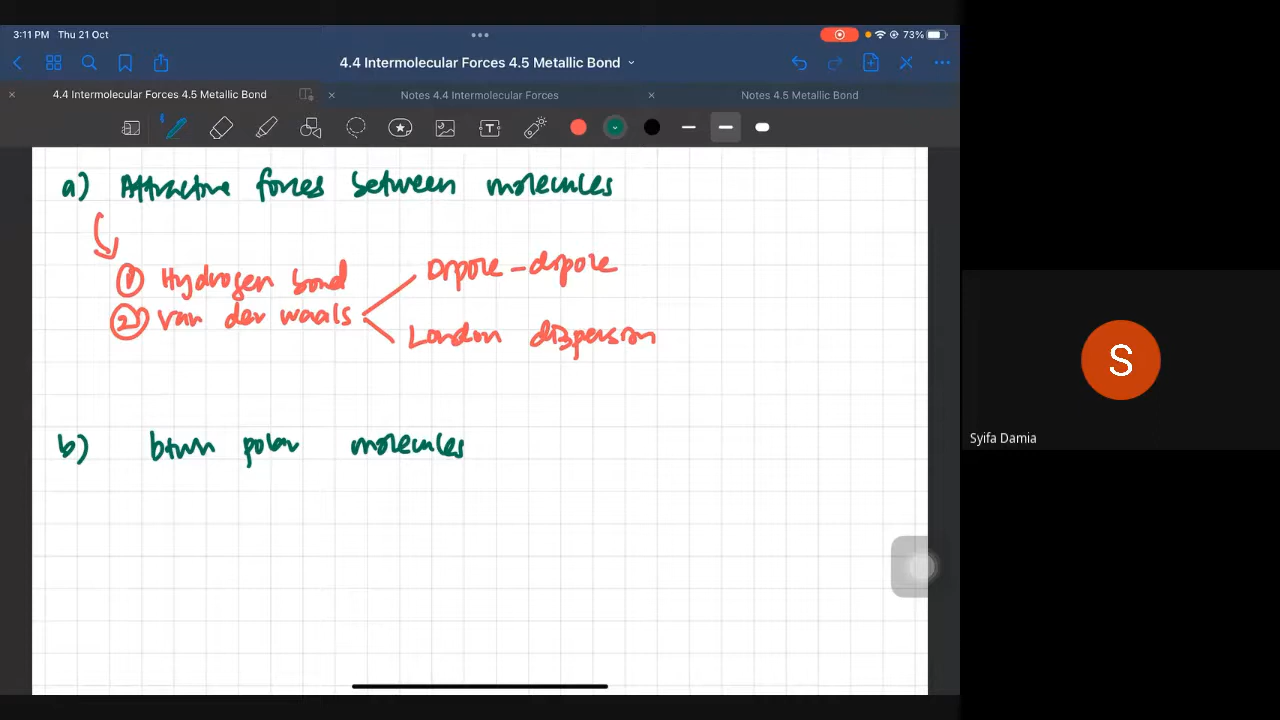 3:11 PM Thu 21 Oct
73%
4.4 Intermolecular Forces 4.5 Metallic Bond
4.4 Intermolecular Forces 4.5 Metallic Bond
Notes 4.4 Intermolecular Forces
Notes 4.5 Metallic Bond
a) Attractive forces between molecules
① Hydrogen bond
Dipole - dipole
② van der waals
London dispersion
b) btwn polar molecules
S
Syifa Damia